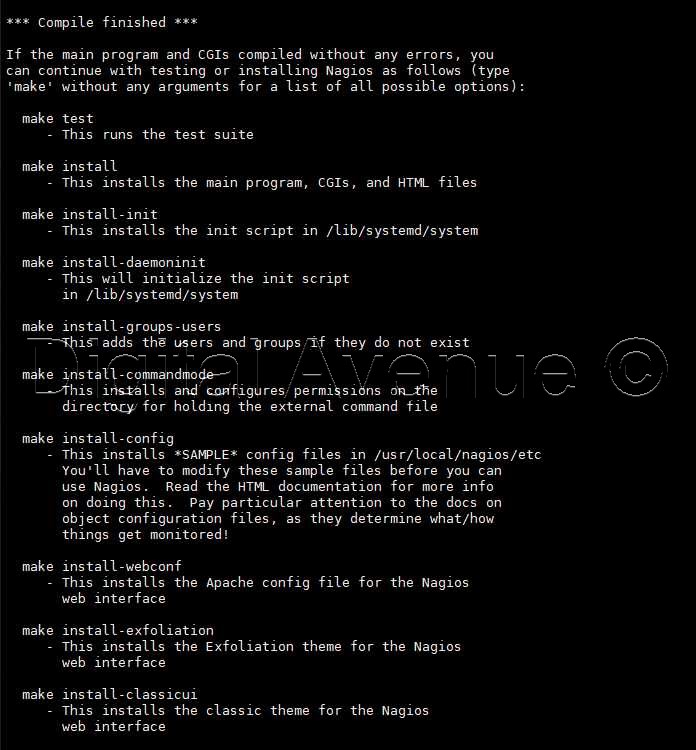 *** Compile finished ***
If the main program and CGIs compiled without any errors, you
can continue with testing or installing Nagios as follows (type
'make' without any arguments for a list of all possible options):
make test
- This runs the test suite
make install
- This installs the main program, CGIs, and HTML files
make install-init
- This installs the init script in /lib/systemd/system
make install-daemoninit
- This will initialize the init script
in /lib/systemd/system
make install-groups-users
- This adds the users and groups if they do not exist
Digital Avenue ©
make install-commandmode
- This installs and configures permissions on the
directory for holding the external command file
make install-config
- This installs *SAMPLE* config files in /usr/local/nagios/etc
You'll have to modify these sample files before you can
use Nagios.  Read the HTML documentation for more info
on doing this.  Pay particular attention to the docs on
object configuration files, as they determine what/how
things get monitored!
make install-webconf
- This installs the Apache config file for the Nagios
web interface
make install-exfoliation
- This installs the Exfoliation theme for the Nagios
web interface
make install-classicui
- This installs the classic theme for the Nagios
web interface